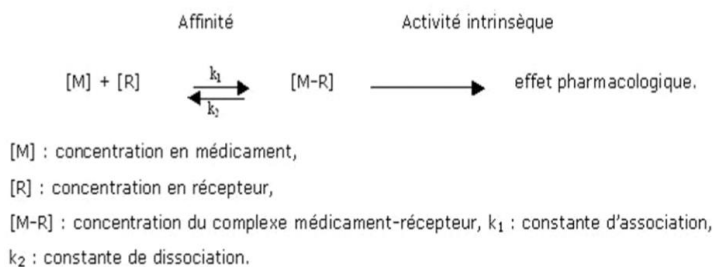 Affinité Activité intrinsèque
k₁
[M] + [R] [M-R] effet pharmacologique.
k₂
[M] : concentration en médicament,
[R] : concentration en récepteur,
[M-R] : concentration du complexe médicament-récepteur, k₁ : constante d'association,
k₂ : constante de dissociation.